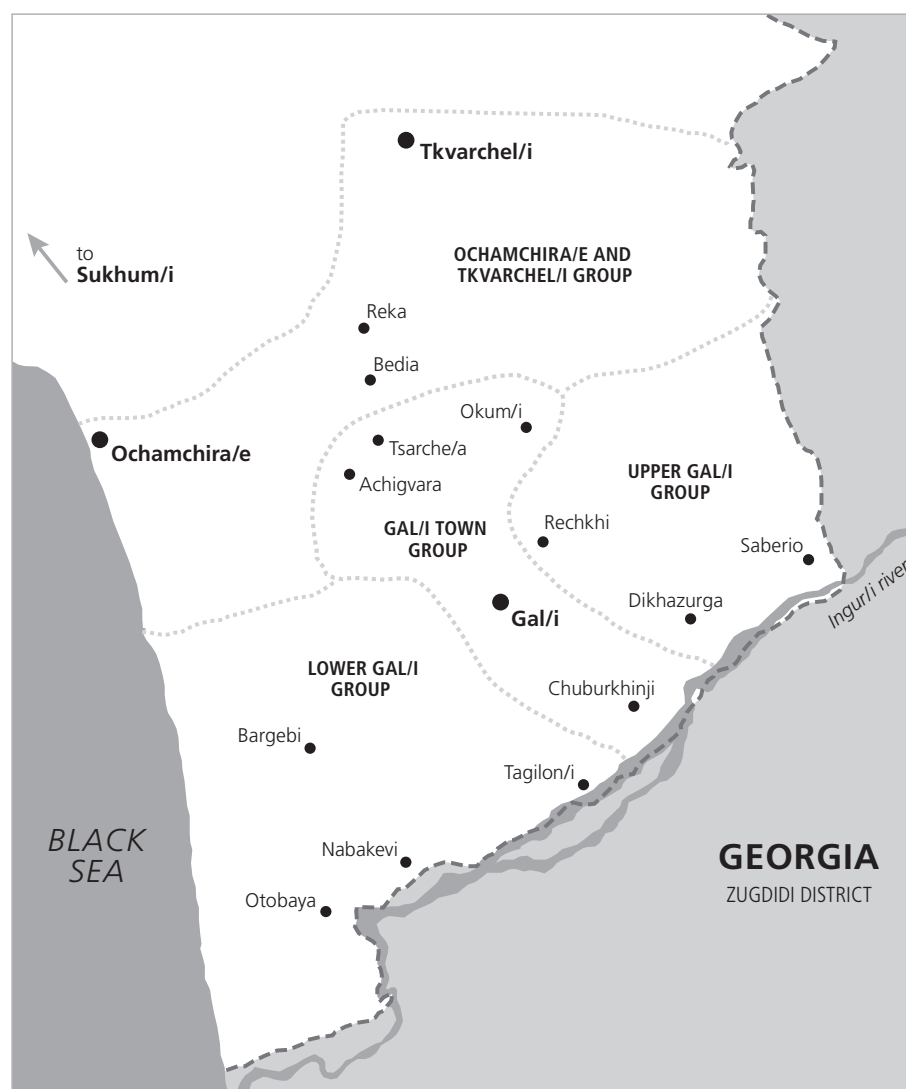 Tkvarchel/i
to
Sukhum/i
OCHAMCHIRA/E AND
TKVARCHEL/I GROUP
Reka
Bedia
Okum/i
Ochamchira/e
Tsarche/a
Achigvara
UPPER GAL/I
GROUP
GAL/I TOWN
GROUP
Rechkhi
Saberio
Ingur/i river
Dikhazurga
Gal/i
LOWER GAL/I
GROUP
Chuburkhinji
Bargebi
Tagilon/i
BLACK
SEA
Nabakevi
GEORGIA
ZUGDIDI DISTRICT
Otobaya